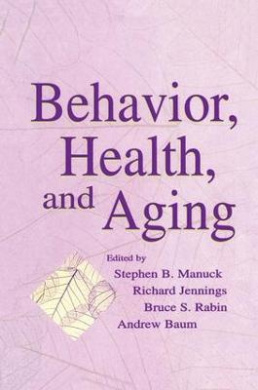 Behavior,
Health,
and Aging
Edited by
Stephen B. Manuck
Richard Jennings
Bruce S. Rabin
Andrew Baum